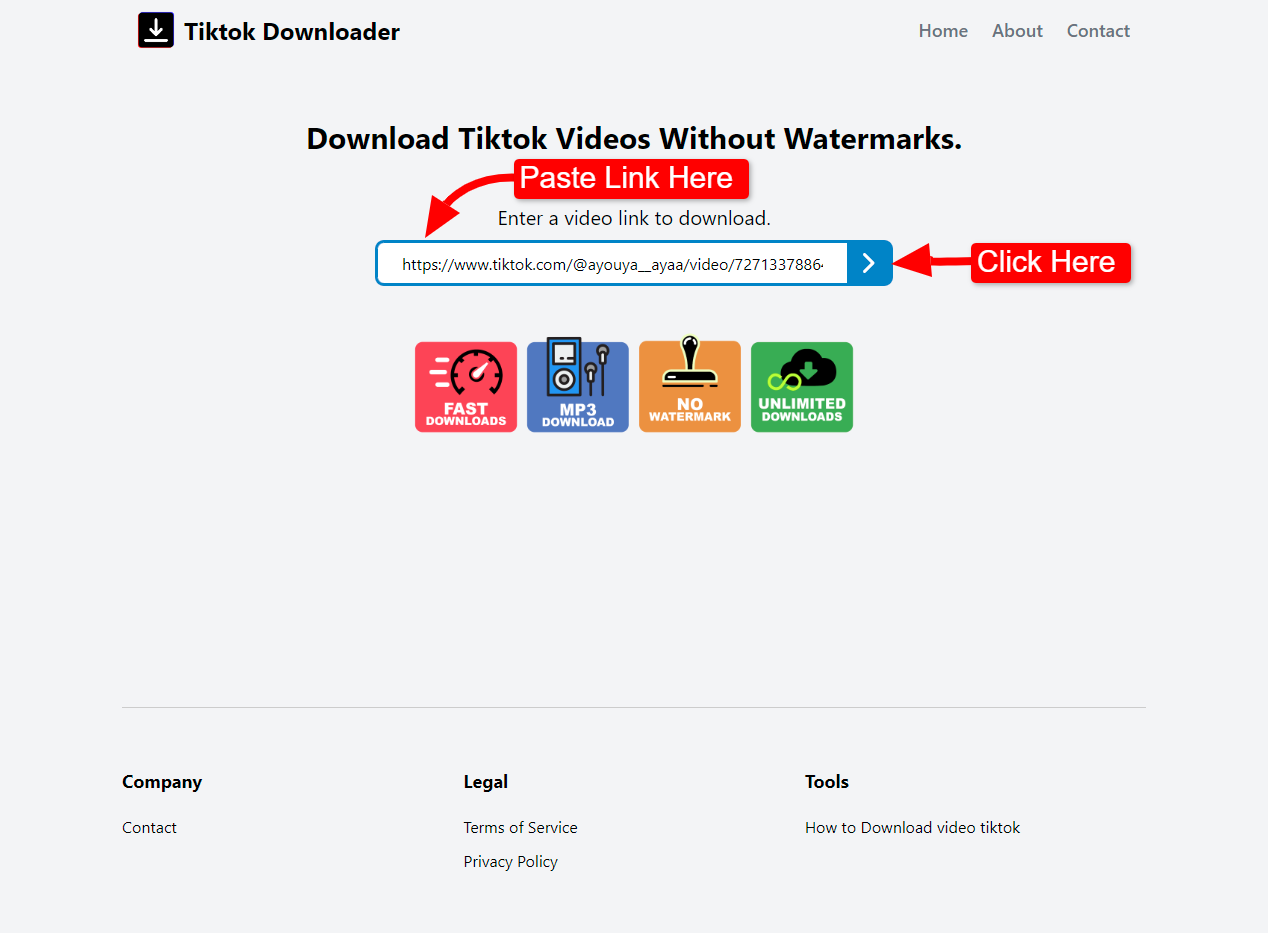 Tiktok Downloader
Home About Contact
Download Tiktok Videos Without Watermarks.
Paste Link Here
Enter a video link to download.
https://www.tiktok.com/@ayouya__ayaa/video/7271337886
Click Here
FAST
DOWNLOADS
MP3
DOWNLOAD
NO
WATERMARK
UNLIMITED
DOWNLOADS
Company
Contact
Legal
Terms of Service
Privacy Policy
Tools
How to Download video tiktok